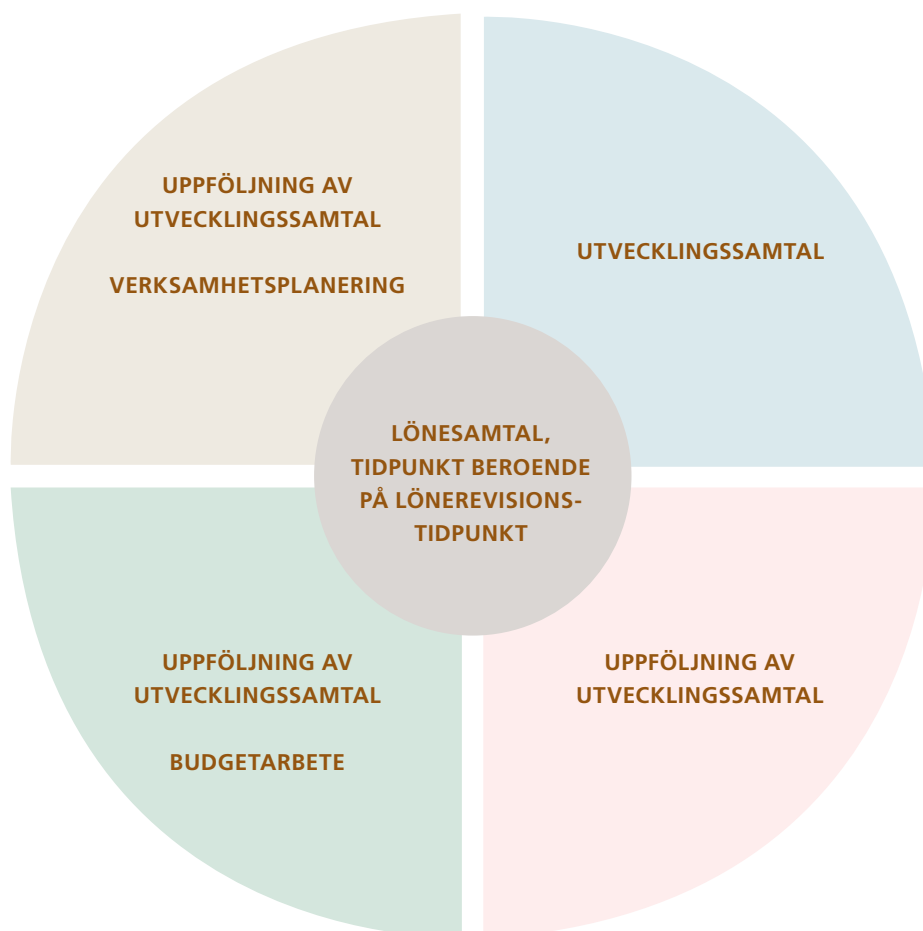 UPPFÖLJNING AV
UTVECKLINGSSAMTAL
VERKSAMHETSPLANERING
UTVECKLINGSSAMTAL
LÖNESAMTAL,
TIDPUNKT BEROENDE
PÅ LÖNEREVISIONS-
TIDPUNKT
UPPFÖLJNING AV
UTVECKLINGSSAMTAL
BUDGETARBETE
UPPFÖLJNING AV
UTVECKLINGSSAMTAL